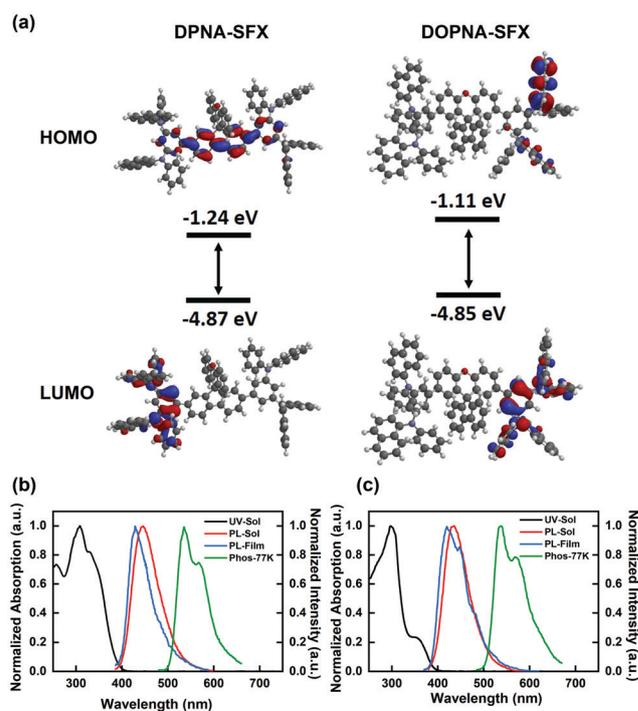 (a)
DPNA-SFX
DOPNA-SFX
HOMO
-1.24 eV
-1.11 eV
-4.87 eV
-4.85 eV
LUMO
(b)
(c)
Normalized Absorption (a.u.)
1.0
0.8
0.6
0.4
0.2
0.0
UV-Sol
PL-Sol
PL-Film
Phos-77K
1.0
0.8
0.6
0.4
0.2
0.0
Normalized Intensity (a.u.)
300 400 500 600 700
Wavelength (nm)
Normalized Absorption (a.u.)
1.0
0.8
0.6
0.4
0.2
0.0
UV-Sol
PL-Sol
PL-Film
Phos-77K
1.0
0.8
0.6
0.4
0.2
0.0
Normalized Intensity (a.u.)
300 400 500 600 700
Wavelength (nm)